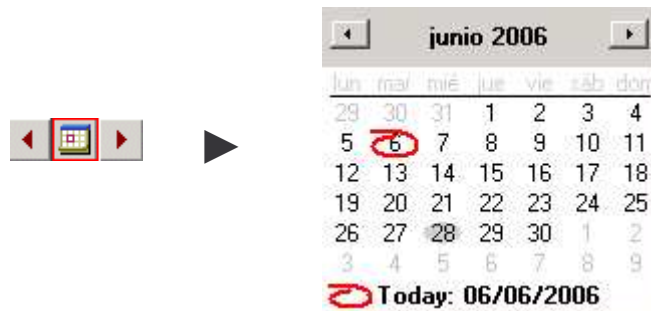 junio 2006
lun mar mié jue vie sáb dom
29 30 31 1 2 3 4
5 6 7 8 9 10 11
12 13 14 15 16 17 18
19 20 21 22 23 24 25
26 27 28 29 30 1 2
3 4 5 6 7 8 9
Today: 06/06/2006